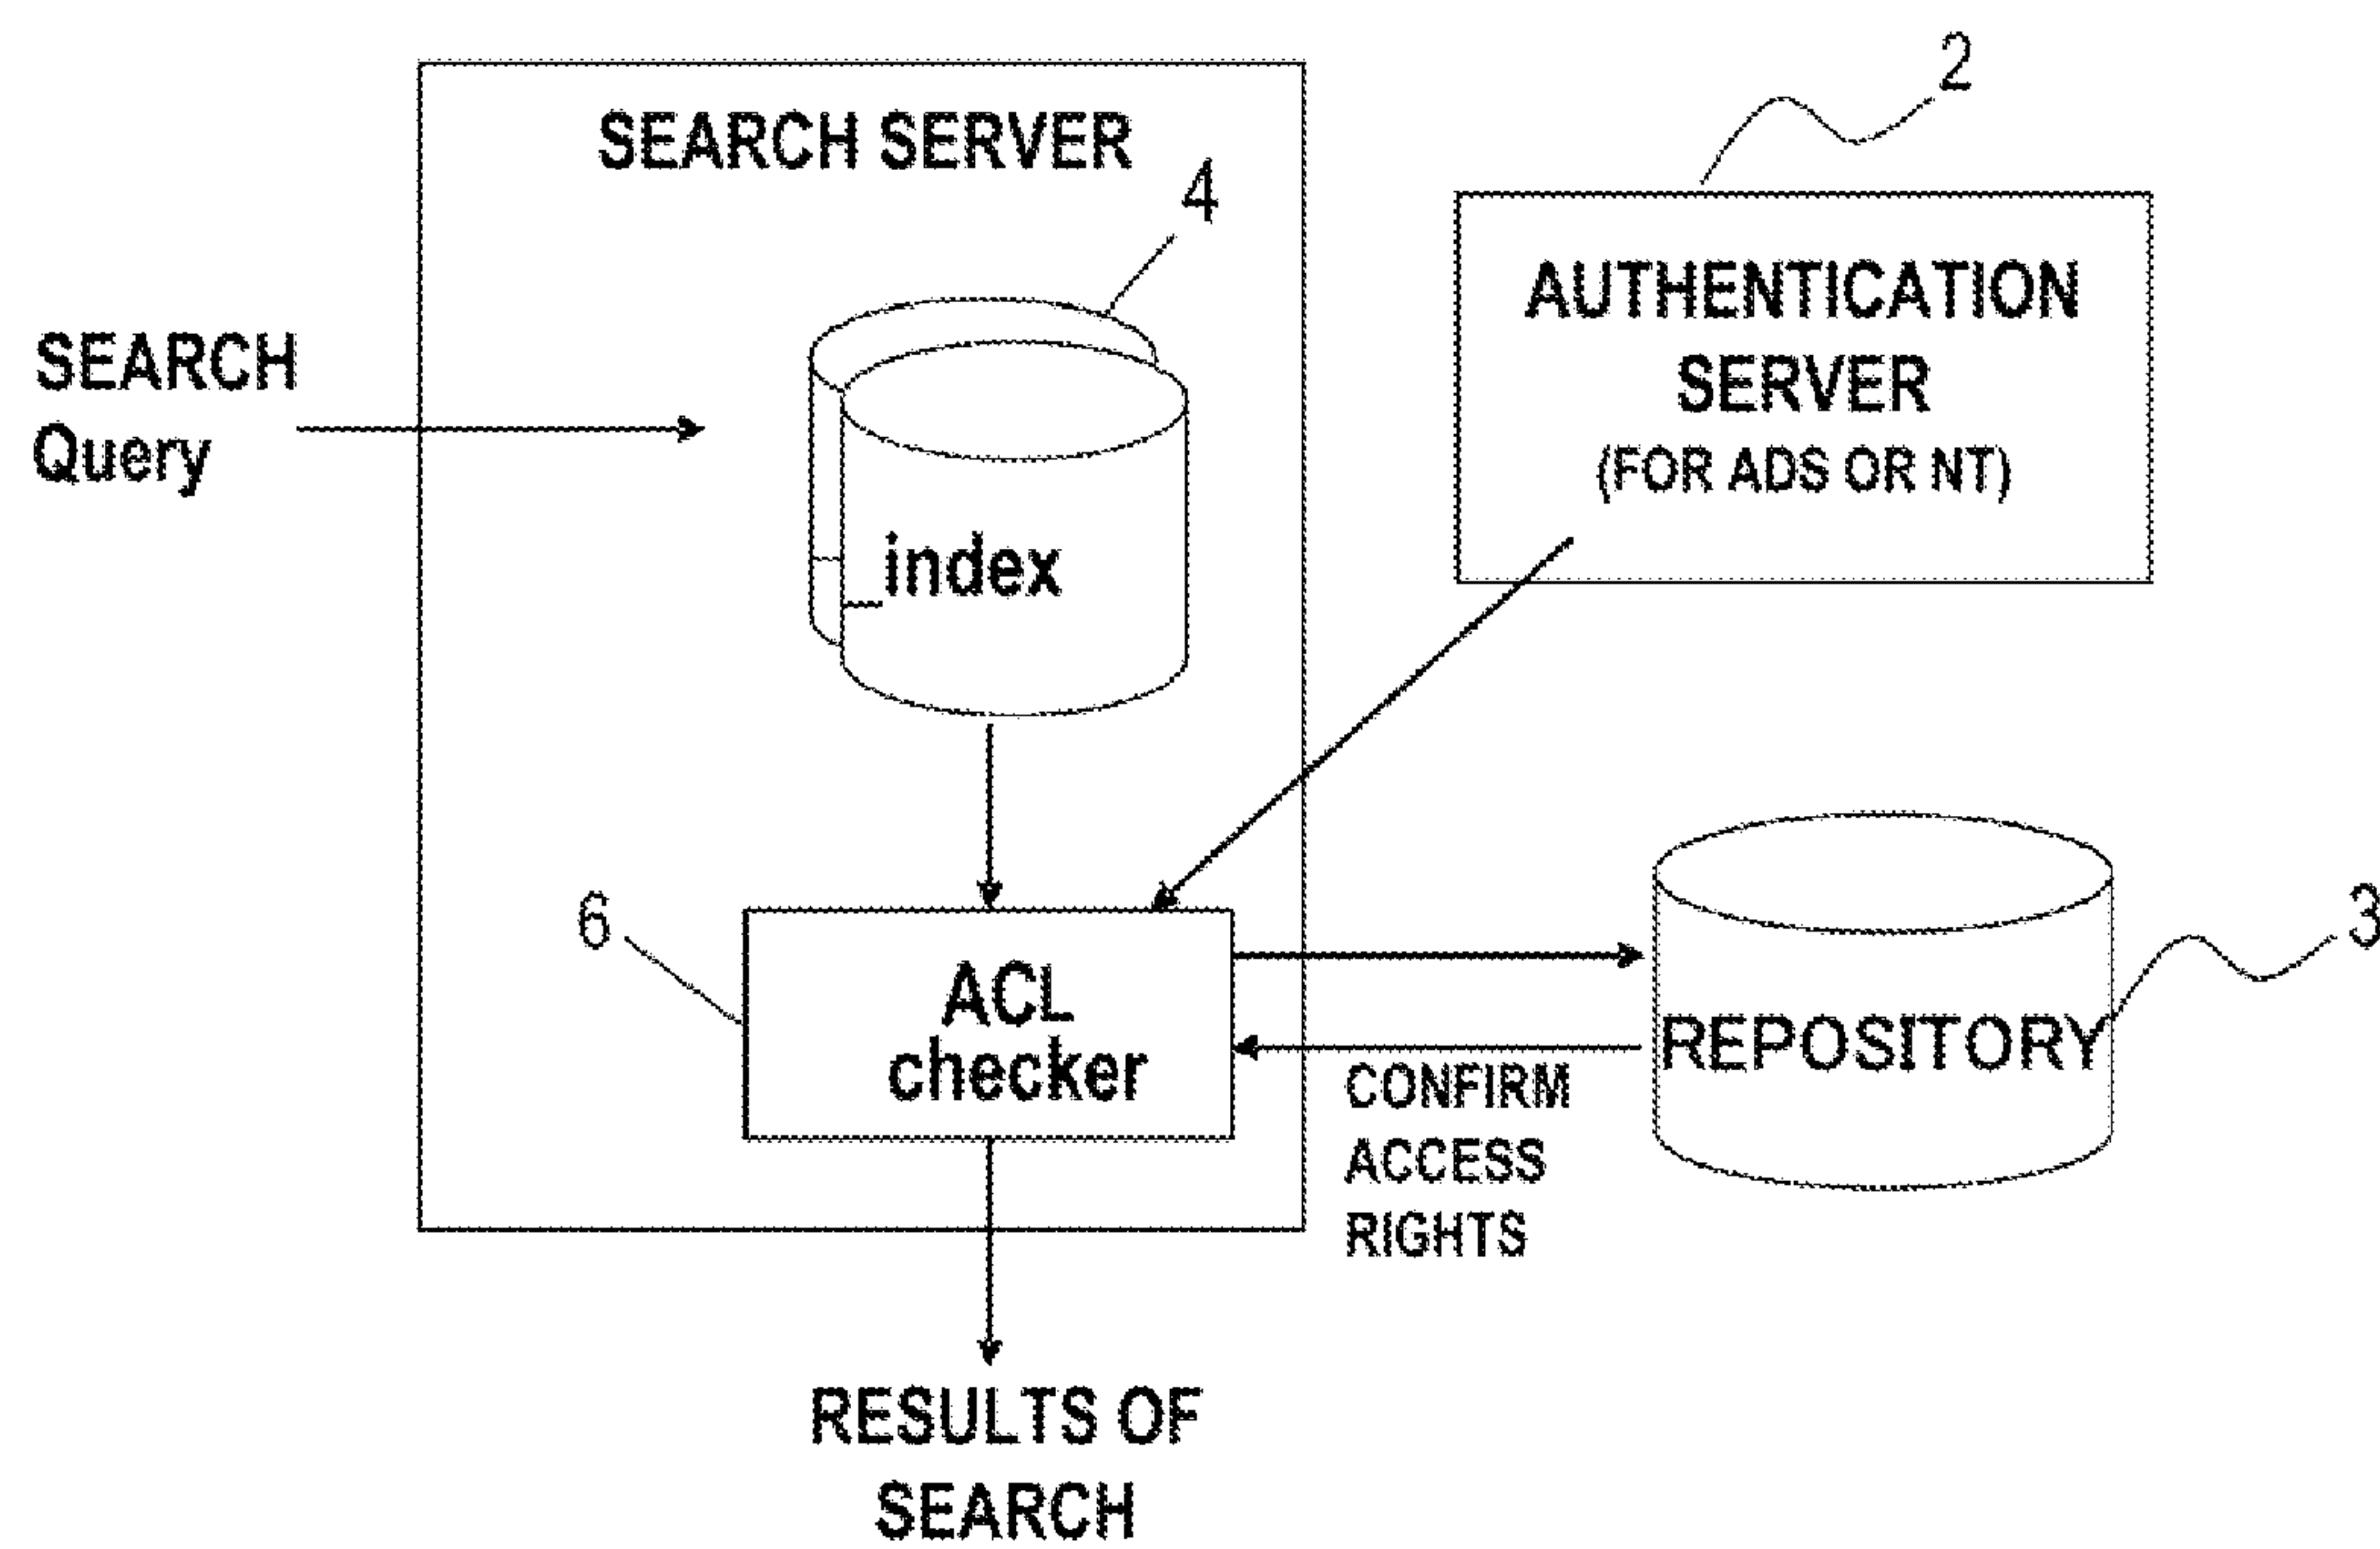 2
SEARCH SERVER
4
AUTHENTICATION
SERVER
(FOR ADS OR NT)
SEARCH
Query
index
6
3
ACL
checker
REPOSITORY
CONFIRM
ACCESS
RIGHTS
RESULTS OF
SEARCH